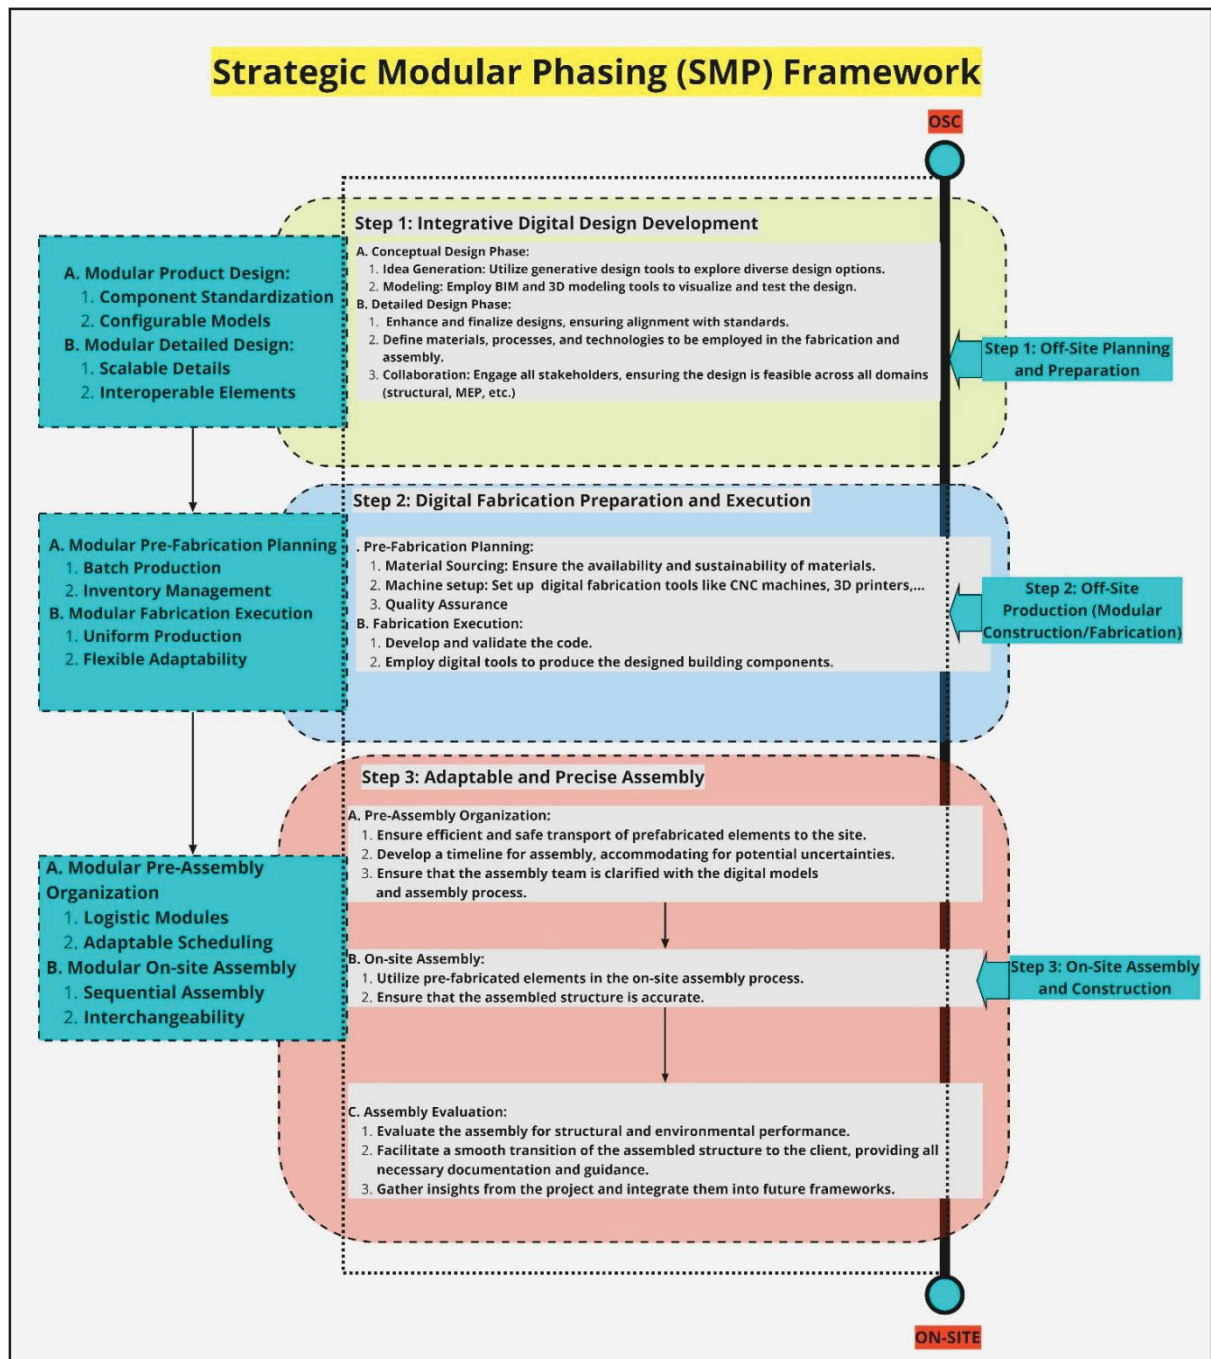 Strategic Modular Phasing (SMP) Framework
OSC
Step 1: Integrative Digital Design Development
A. Conceptual Design Phase:
1. Idea Generation: Utilize generative design tools to explore diverse design options.
2. Modeling: Employ BIM and 3D modeling tools to visualize and test the design.
B. Detailed Design Phase:
1. Enhance and finalize designs, ensuring alignment with standards.
2. Define materials, processes, and technologies to be employed in the fabrication and
assembly.
3. Collaboration: Engage all stakeholders, ensuring the design is feasible across all domains
(structural, MEP, etc.)
A. Modular Product Design:
1. Component Standardization
2. Configurable Models
B. Modular Detailed Design:
1. Scalable Details
2. Interoperable Elements
Step 1: Off-Site Planning
and Preparation
Step 2: Digital Fabrication Preparation and Execution
. Pre-Fabrication Planning:
1. Material Sourcing: Ensure the availability and sustainability of materials.
2. Machine setup: Set up digital fabrication tools like CNC machines, 3D printers,...
3. Quality Assurance
B. Fabrication Execution:
1. Develop and validate the code.
2. Employ digital tools to produce the designed building components.
A. Modular Pre-Fabrication Planning
1. Batch Production
2. Inventory Management
B. Modular Fabrication Execution
1. Uniform Production
2. Flexible Adaptability
Step 2: Off-Site
Production (Modular
Construction/Fabrication)
Step 3: Adaptable and Precise Assembly
A. Pre-Assembly Organization:
1. Ensure efficient and safe transport of prefabricated elements to the site.
2. Develop a timeline for assembly, accommodating for potential uncertainties.
3. Ensure that the assembly team is clarified with the digital models
and assembly process.
A. Modular Pre-Assembly
Organization
1. Logistic Modules
2. Adaptable Scheduling
B. Modular On-site Assembly
1. Sequential Assembly
2. Interchangeability
B. On-site Assembly:
1. Utilize pre-fabricated elements in the on-site assembly process.
2. Ensure that the assembled structure is accurate.
Step 3: On-Site Assembly
and Construction
C. Assembly Evaluation:
1. Evaluate the assembly for structural and environmental performance.
2. Facilitate a smooth transition of the assembled structure to the client, providing all
necessary documentation and guidance.
3. Gather insights from the project and integrate them into future frameworks.
ON-SITE